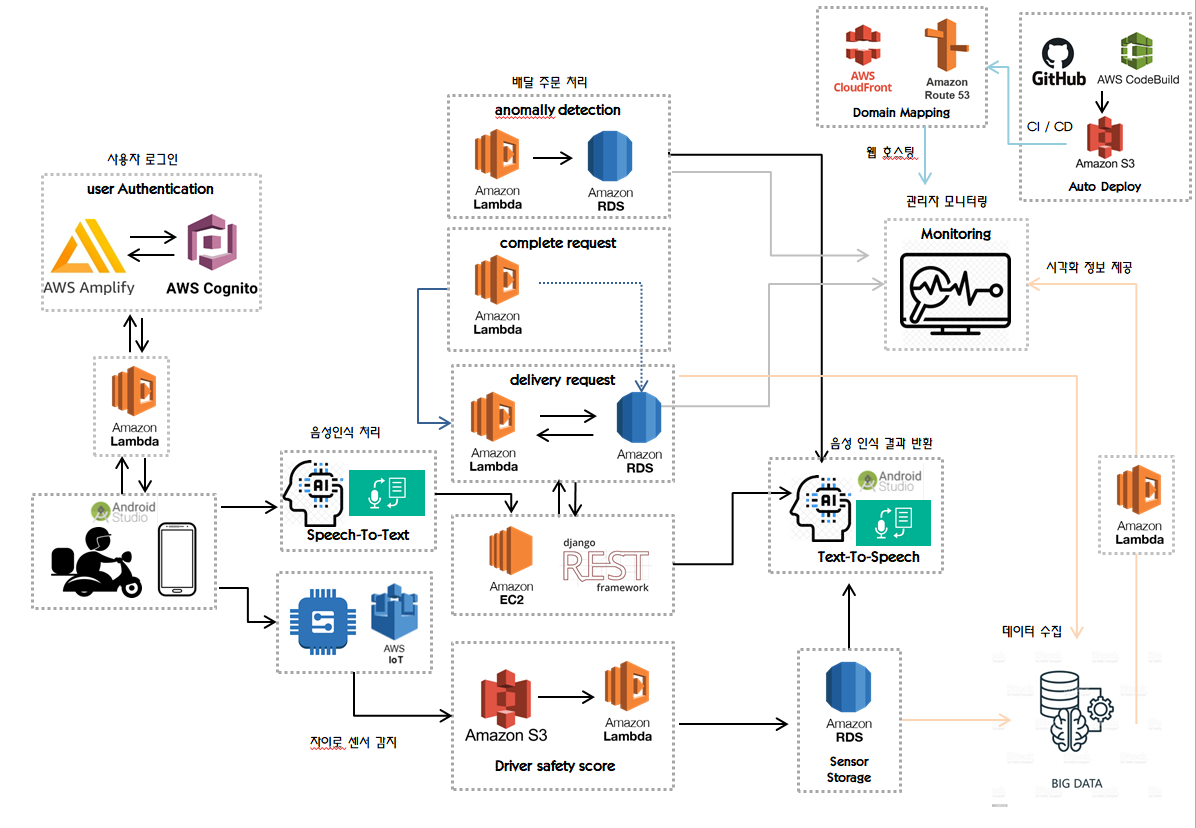 사용자 로그인
user Authentication
AWS Amplify
AWS Cognito
Amazon
Lambda
Android
Studio
음성인식 처리
AI
Speech-To-Text
AWS
IoT
자이로 센서 감지
배달 주문 처리
anomally detection
Amazon
Lambda
Amazon
RDS
complete request
Amazon
Lambda
delivery request
Amazon
Lambda
Amazon
RDS
Amazon
EC2
django
REST
framework
Amazon S3
Amazon
Lambda
Driver safety score
AWS
CloudFront
Amazon
Route 53
Domain Mapping
웹 호스팅
GitHub
AWS CodeBuild
CI / CD
Amazon S3
Auto Deploy
관리자 모니터링
Monitoring
시각화 정보 제공
음성 인식 결과 반환
AI
Android
Studio
Text-To-Speech
Amazon
Lambda
Amazon
RDS
Sensor
Storage
데이터 수집
BIG DATA